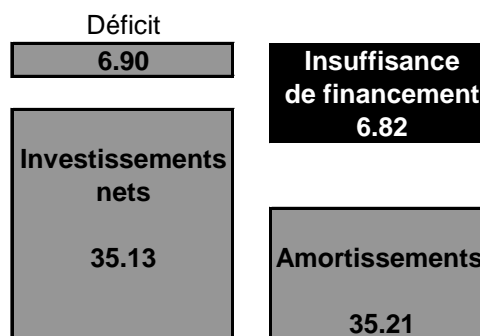 Déficit
6.90
Insuffisance
de financement
6.82
Investissements
nets
35.13
Amortissements
35.21